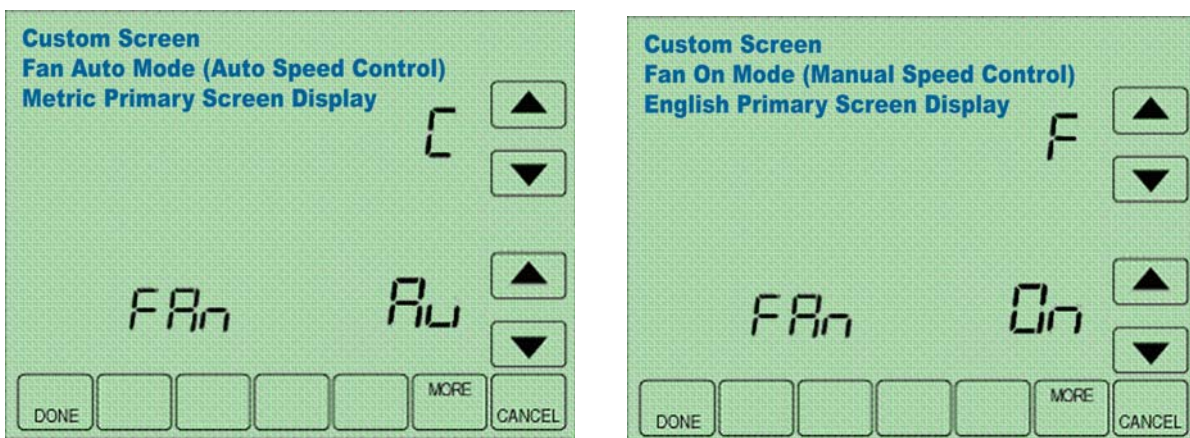 Custom Screen
Fan Auto Mode (Auto Speed Control)
Metric Primary Screen Display
C
FAn Au
MORE
DONE CANCEL
Custom Screen
Fan On Mode (Manual Speed Control)
English Primary Screen Display
F
FAn On
MORE
DONE CANCEL